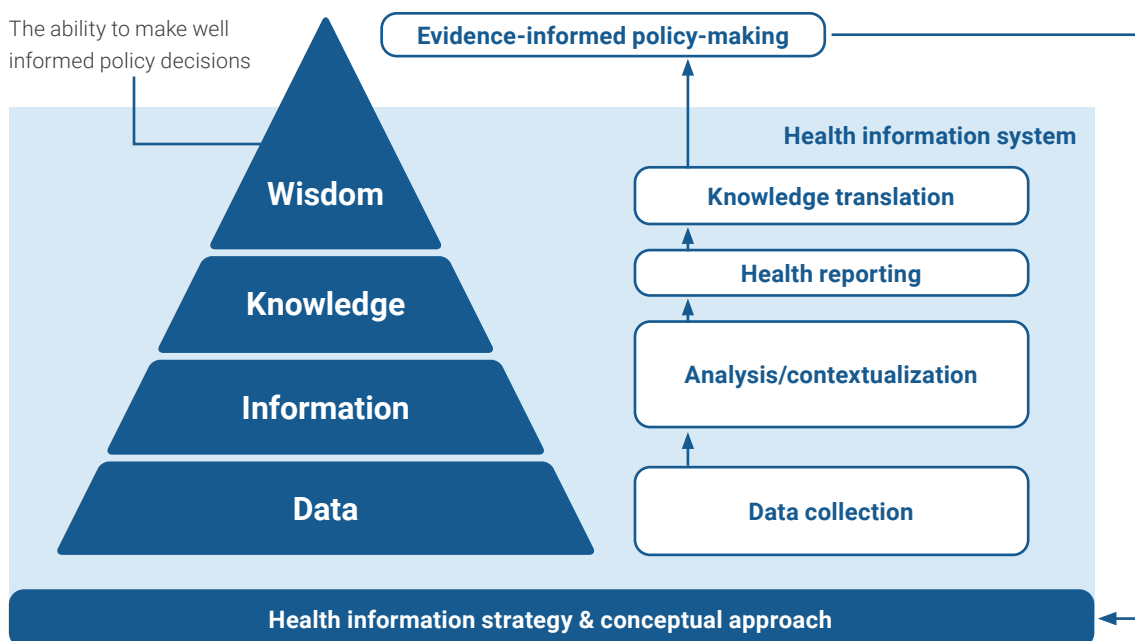 The ability to make well
informed policy decisions
Evidence-informed policy-making
Health information system
Wisdom
Knowledge translation
Knowledge
Health reporting
Information
Analysis/contextualization
Data
Data collection
Health information strategy & conceptual approach